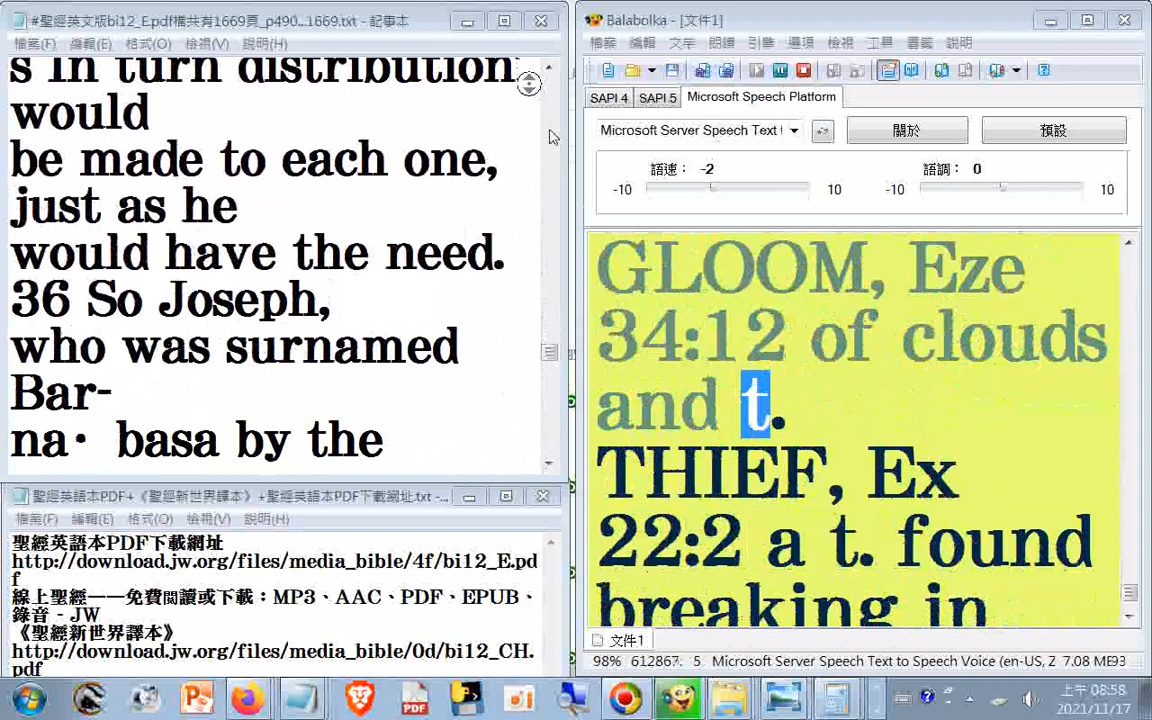 #聖經英文版bi12_E.pdf檔共有1669頁_p490...1669.txt - 記事本
檔案(F) 編輯(E) 格式(O) 檢視(V) 說明(H)
s in turn distribution
would
be made to each one,
just as he
would have the need.
36 So Joseph,
who was surnamed
Bar-
na· basa by the
聖經英語本PDF+《聖經新世界譯本》+聖經英語本PDF下載網址.txt -...
檔案(F) 編輯(E) 格式(O) 檢視(V) 說明(H)
聖經英語本PDF下載網址
http://download.jw.org/files/media_bible/4f/bi12_E.pd
f
線上聖經——免費閱讀或下載：MP3、AAC、PDF、EPUB、
錄音 - JW
《聖經新世界譯本》
http://download.jw.org/files/media_bible/0d/bi12_CH.
pdf
Balabolka - [文件1]
檔案 編輯 文字 朗讀 引擎 選項 檢視 工具 書籤 說明
SAPI 4 SAPI 5 Microsoft Speech Platform
Microsoft Server Speech Text 關於 預設
語速： -2 語調： 0
-10 10 -10 10
GLOOM, Eze
34:12 of clouds
and t.
THIEF, Ex
22:2 a t. found
breaking in
文件1
98% 612867: 5 Microsoft Server Speech Text to Speech Voice (en-US, Z 7.08 ME93
上午 08:58
2021/11/17